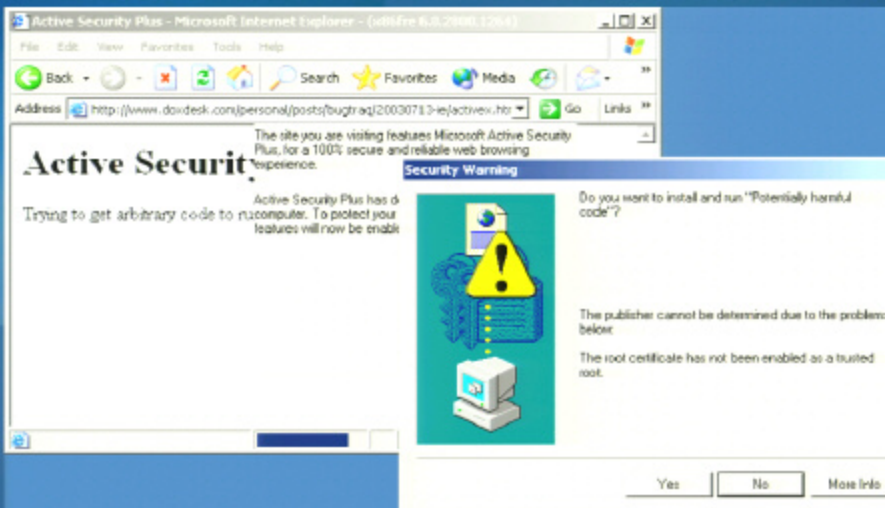 Active Security Plus - Microsoft Internet Explorer - (x86fre 6.0.2800.1264)
File Edit View Favorites Tools Help
Back Search Favorites Media
Address http://www.doxdesk.com/personal/posts/bugtraq/20030713-ie/activex.ht Go Links
The site you are visiting features Microsoft Active Security
Plus, for a 100% secure and reliable web browsing
experience.
Active Securit
Active Security Plus has d
Trying to get arbitrary code to ru
computer. To protect your
features will now be enabl
Security Warning
Do you want to install and run "Potentially harmful
code"?
The publisher cannot be determined due to the problems
below:
The root certificate has not been enabled as a trusted
root.
Yes No More Info